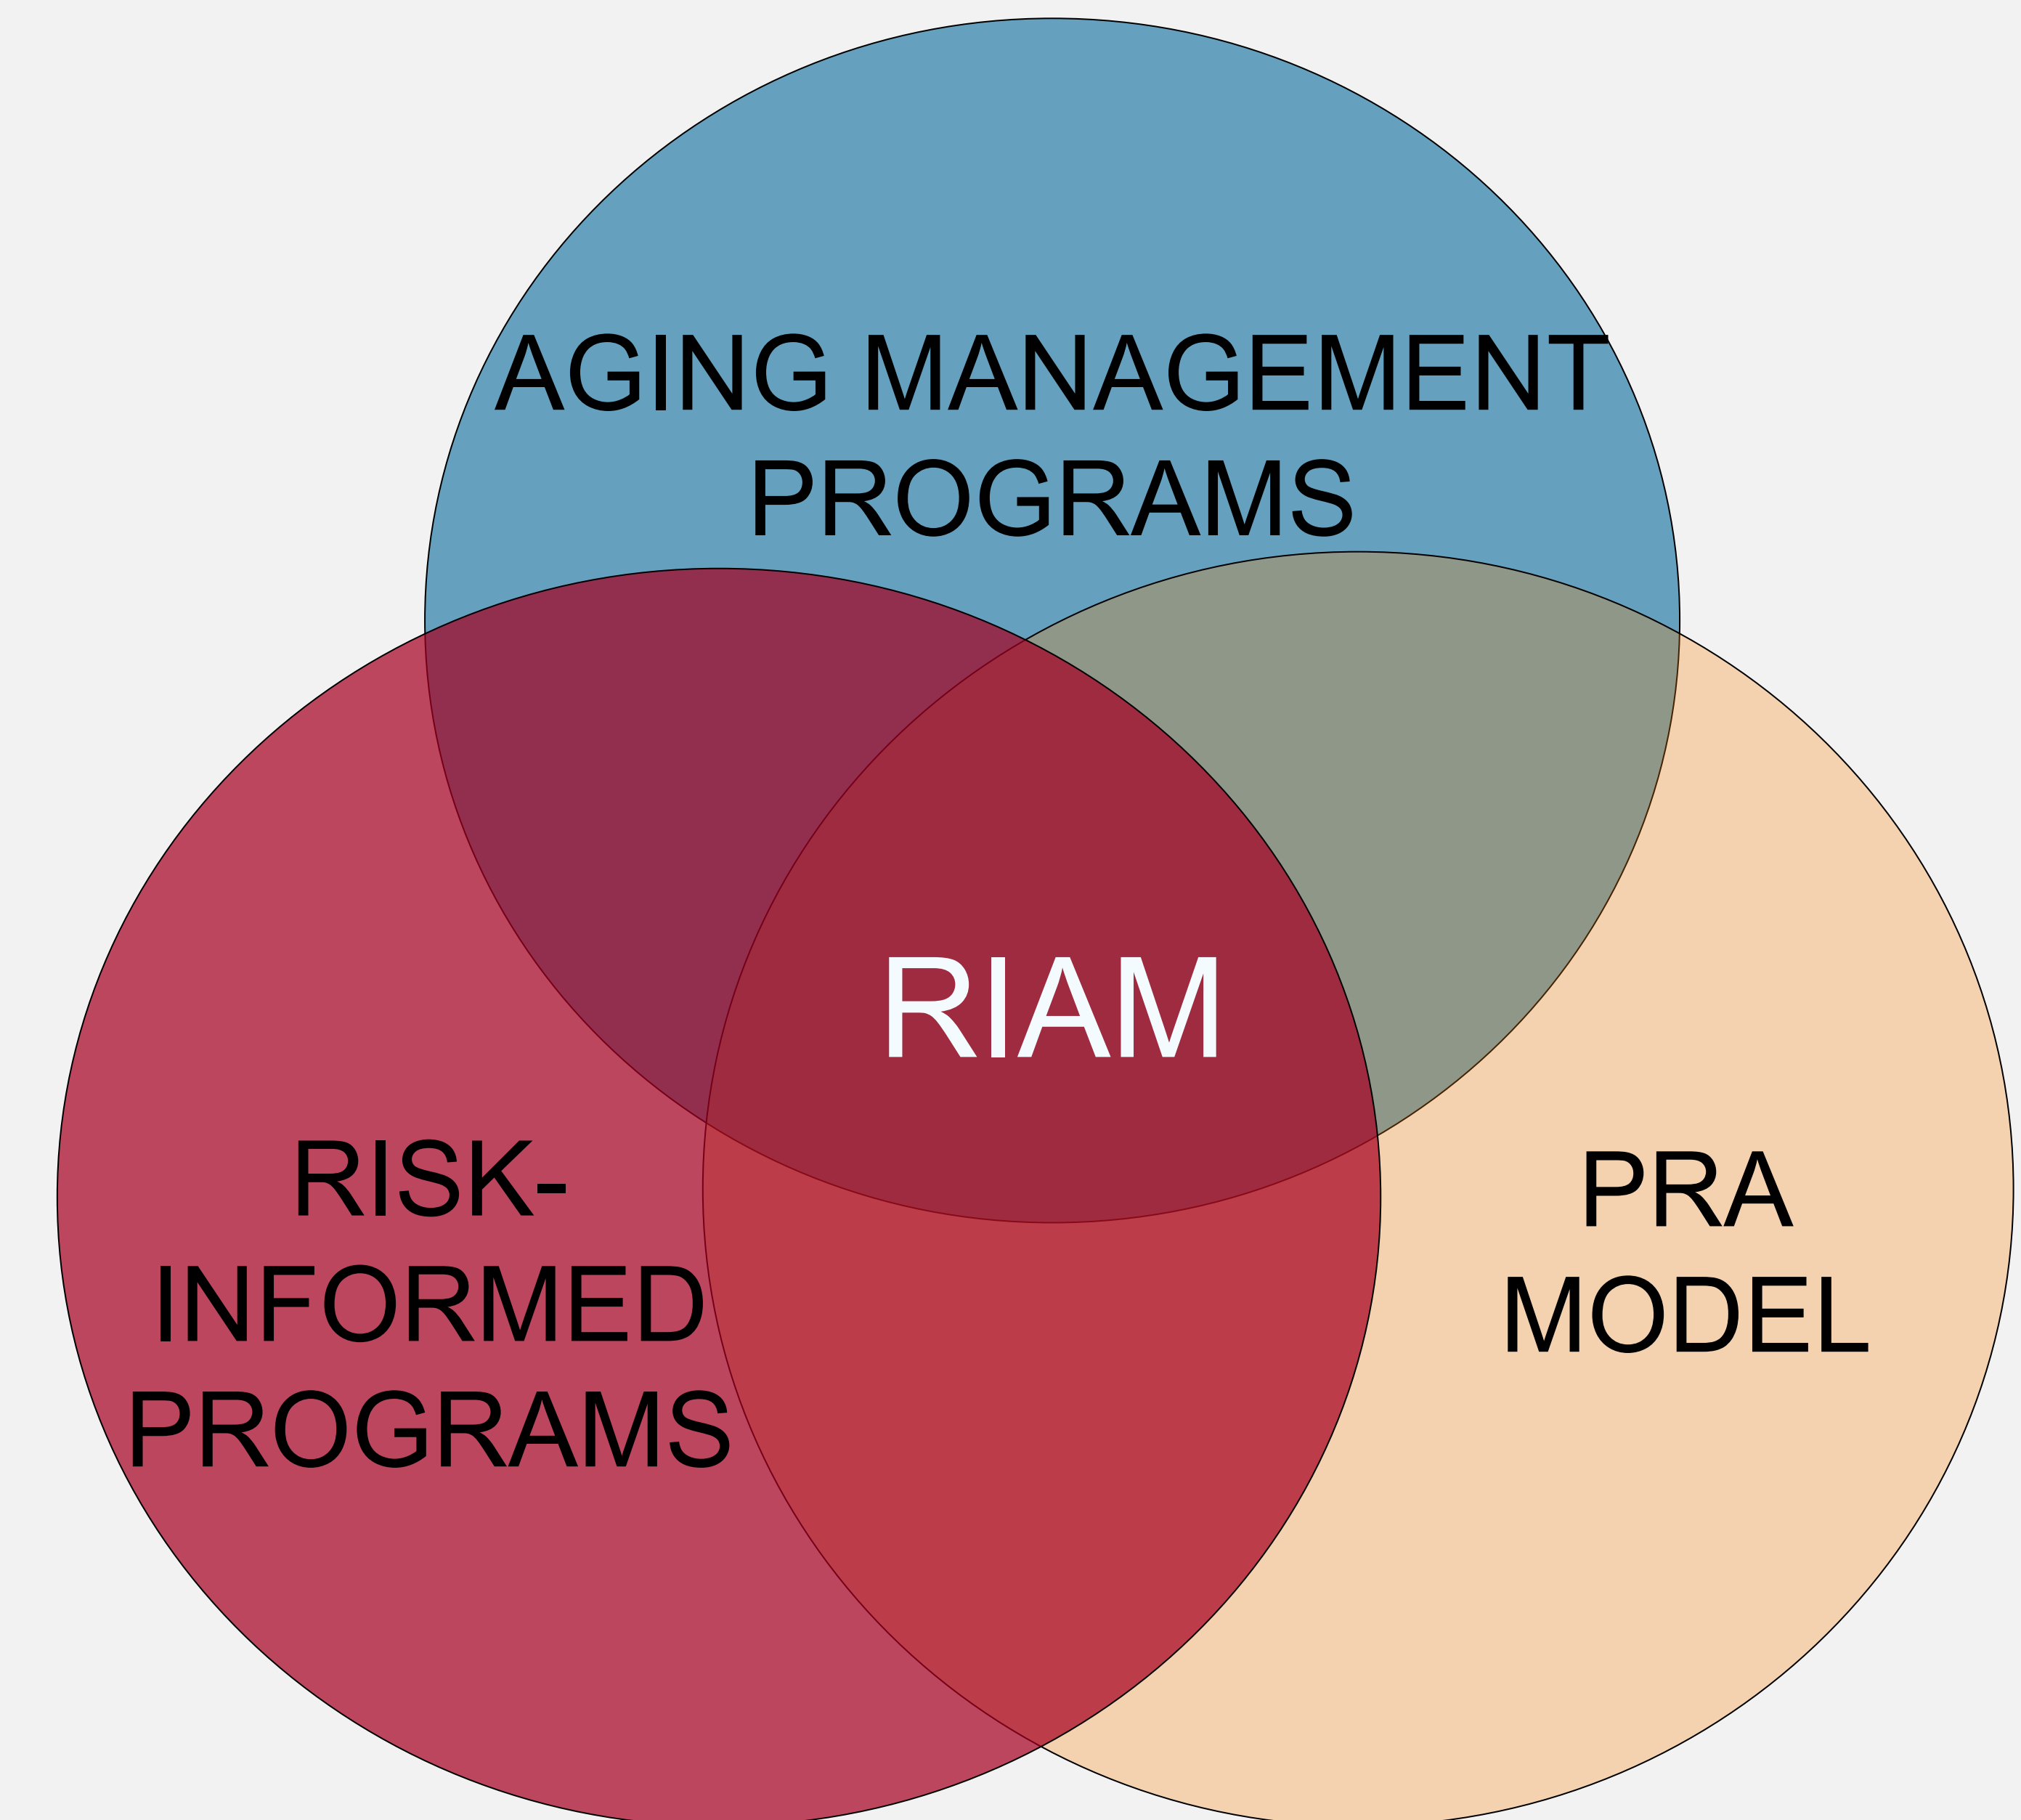 AGING MANAGEMENT
PROGRAMS
RIAM
RISK-
INFORMED
PROGRAMS
PRA
MODEL